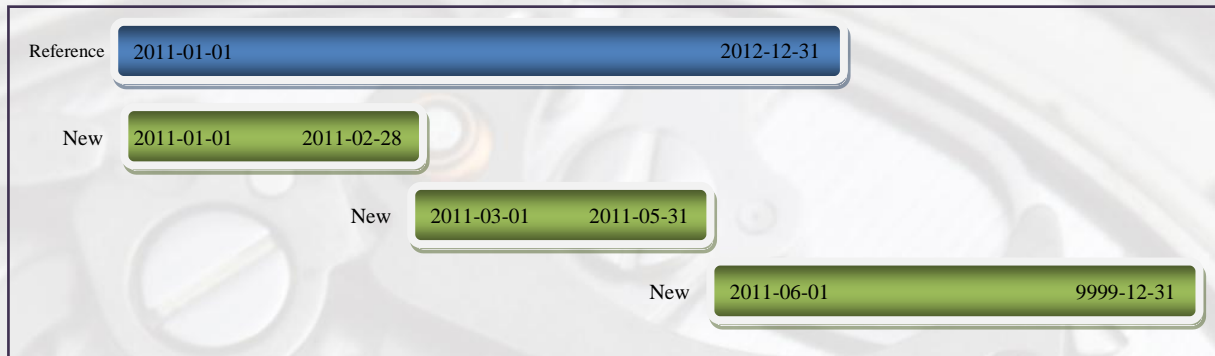 Reference 2011-01-01 2012-12-31
New 2011-01-01 2011-02-28
New 2011-03-01 2011-05-31
New 2011-06-01 9999-12-31